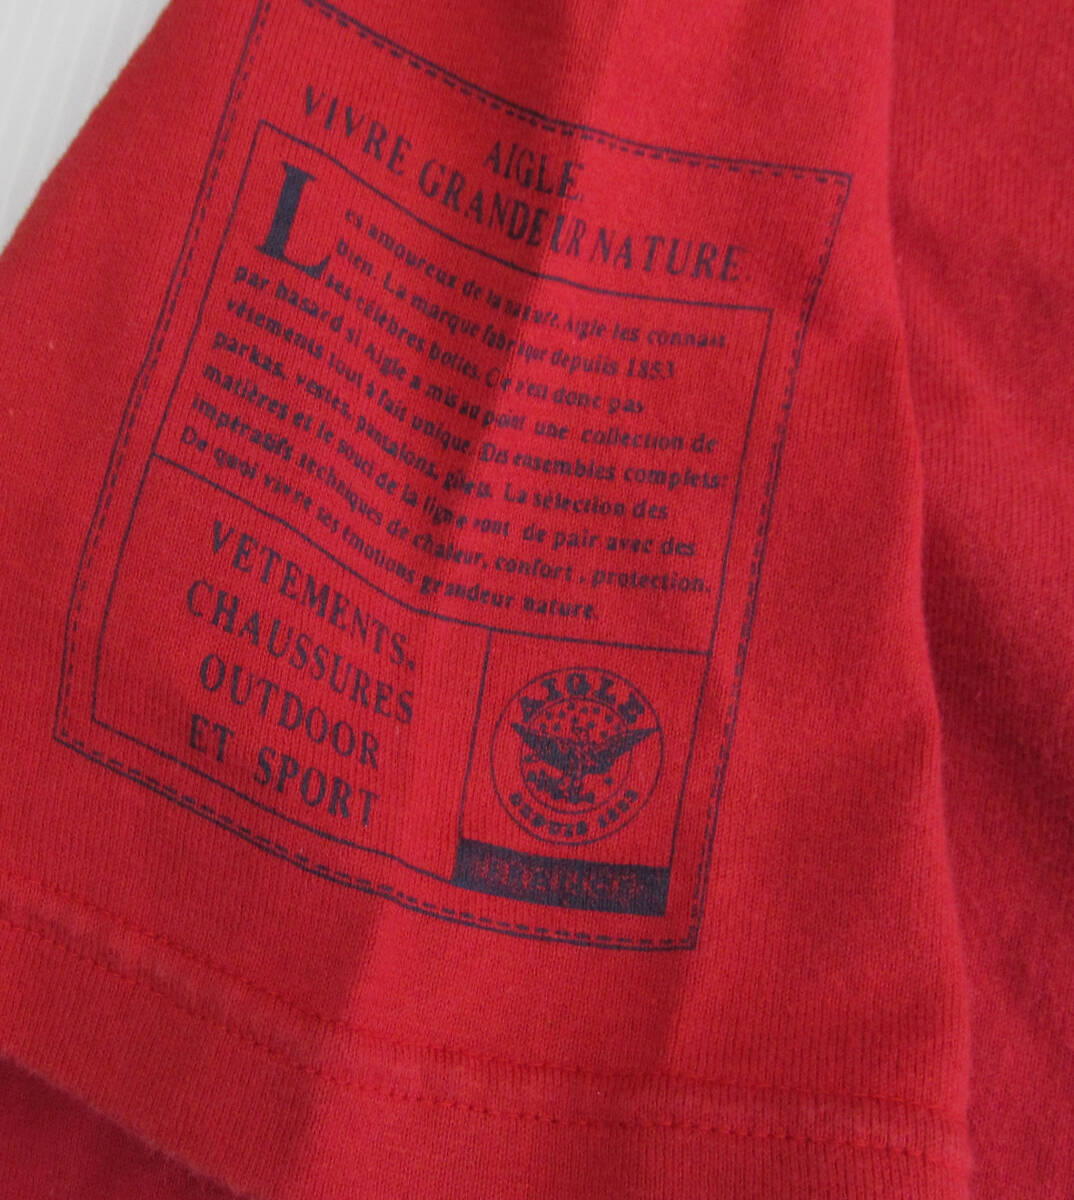 AIGLE
VIVRE GRANDEUR NATURE
Les amoureux de la nature, Aigle les connait
bien. La marque fabrique depuis 1853
ses célèbres bottes. Ce n'est donc pas
par hasard si Aigle a mis au point une collection de
vêtements tout à fait unique. Des ensembles complets:
parkas, vestes, pantalons, gilets. La sélection des
matières et le souci de la ligne vont de pair avec des
impératifs techniques de chaleur, confort, protection.
De quoi vivre ses émotions grandeur nature.
VETEMENTS.
CHAUSSURES
OUTDOOR
ET SPORT
AIGLE
DEPUIS 1853